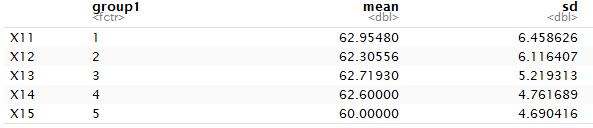 group1 mean sd
<fctr> <dbl> <dbl>
X11 1 62.95480 6.458626
X12 2 62.30556 6.116407
X13 3 62.71930 5.219313
X14 4 62.60000 4.761689
X15 5 60.00000 4.690416